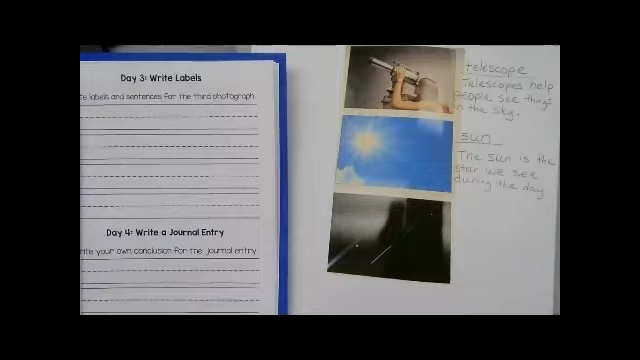 Day 3: Write Labels
te labels and sentences for the third photograph.
Day 4: Write a Journal Entry
rite your own conclusion for the journal entry
telescope
Telescopes help
people see things
in the sky.
sun
The sun is the
star we see
during the day